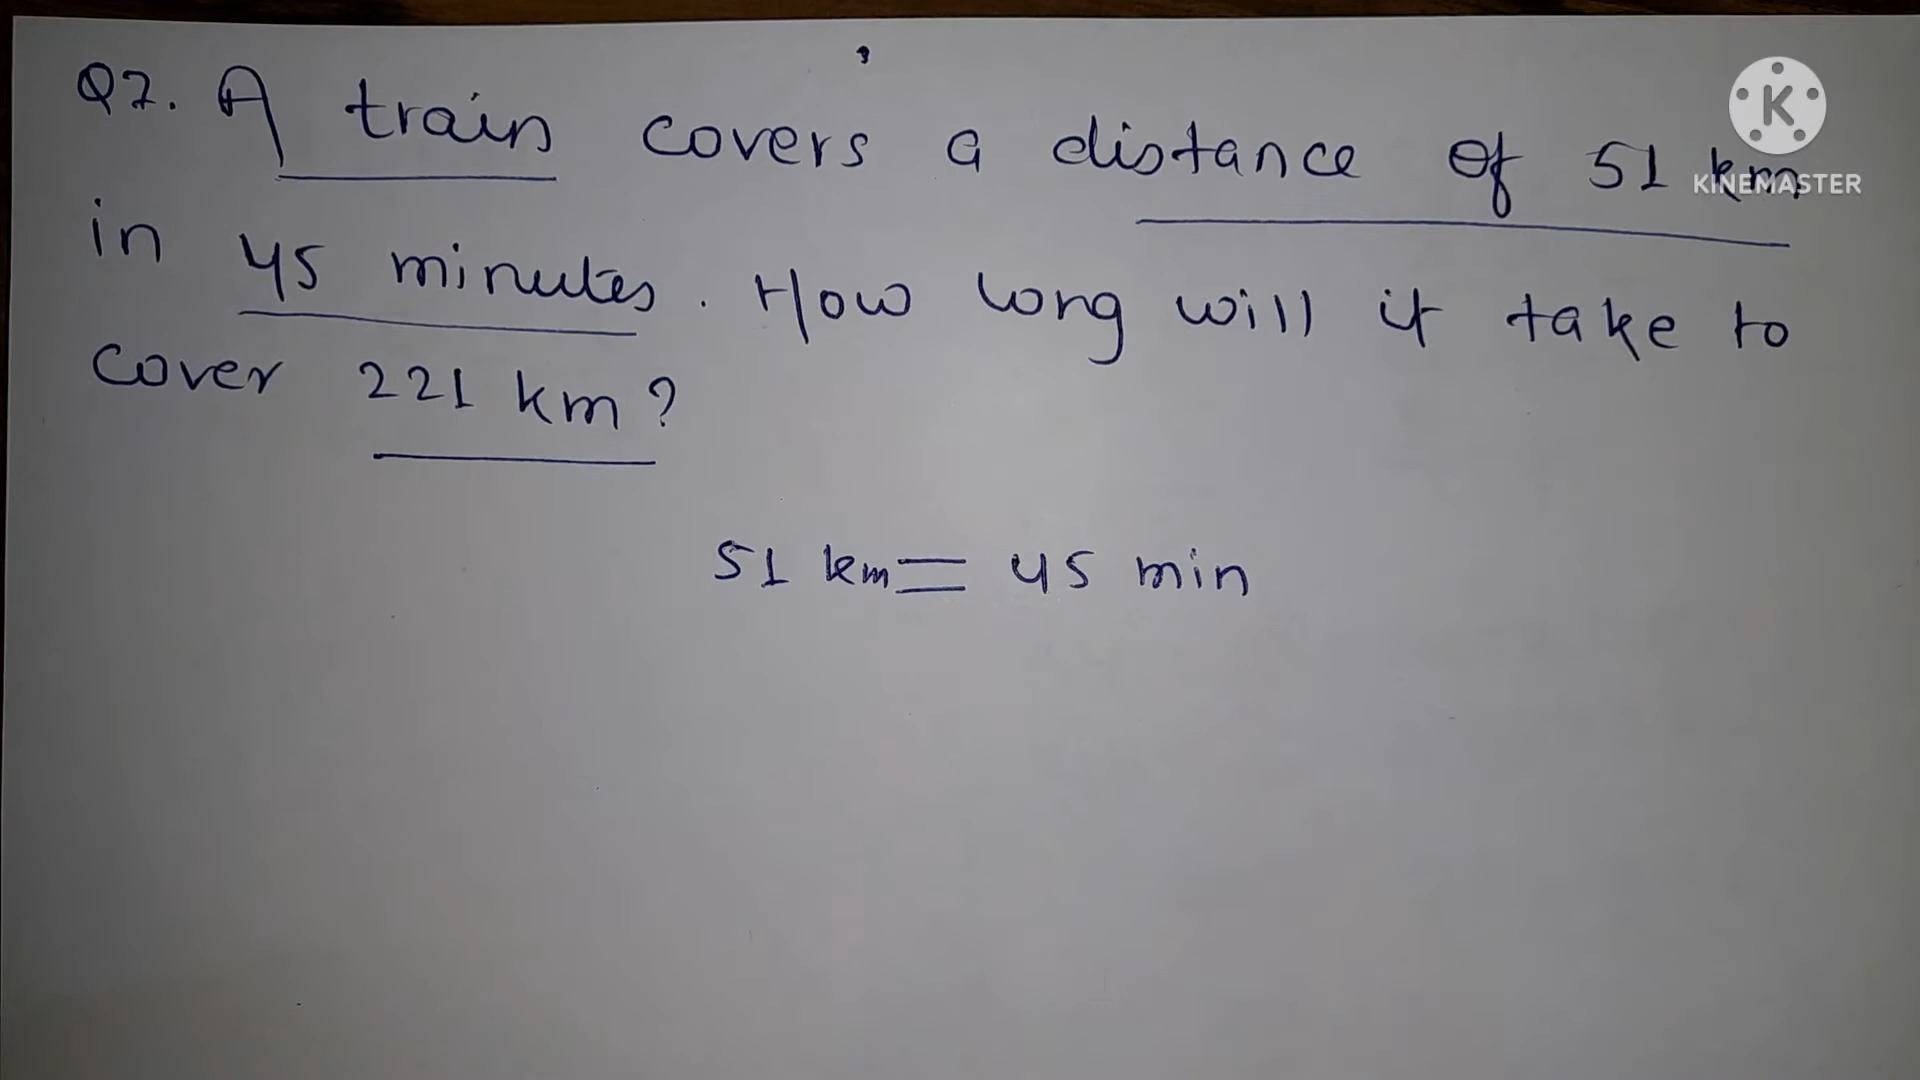 Q7. A train covers a distance of 51 km
in 45 minutes. How long will it take to
cover 221 km?
51 km = 45 min
K
KINEMASTER